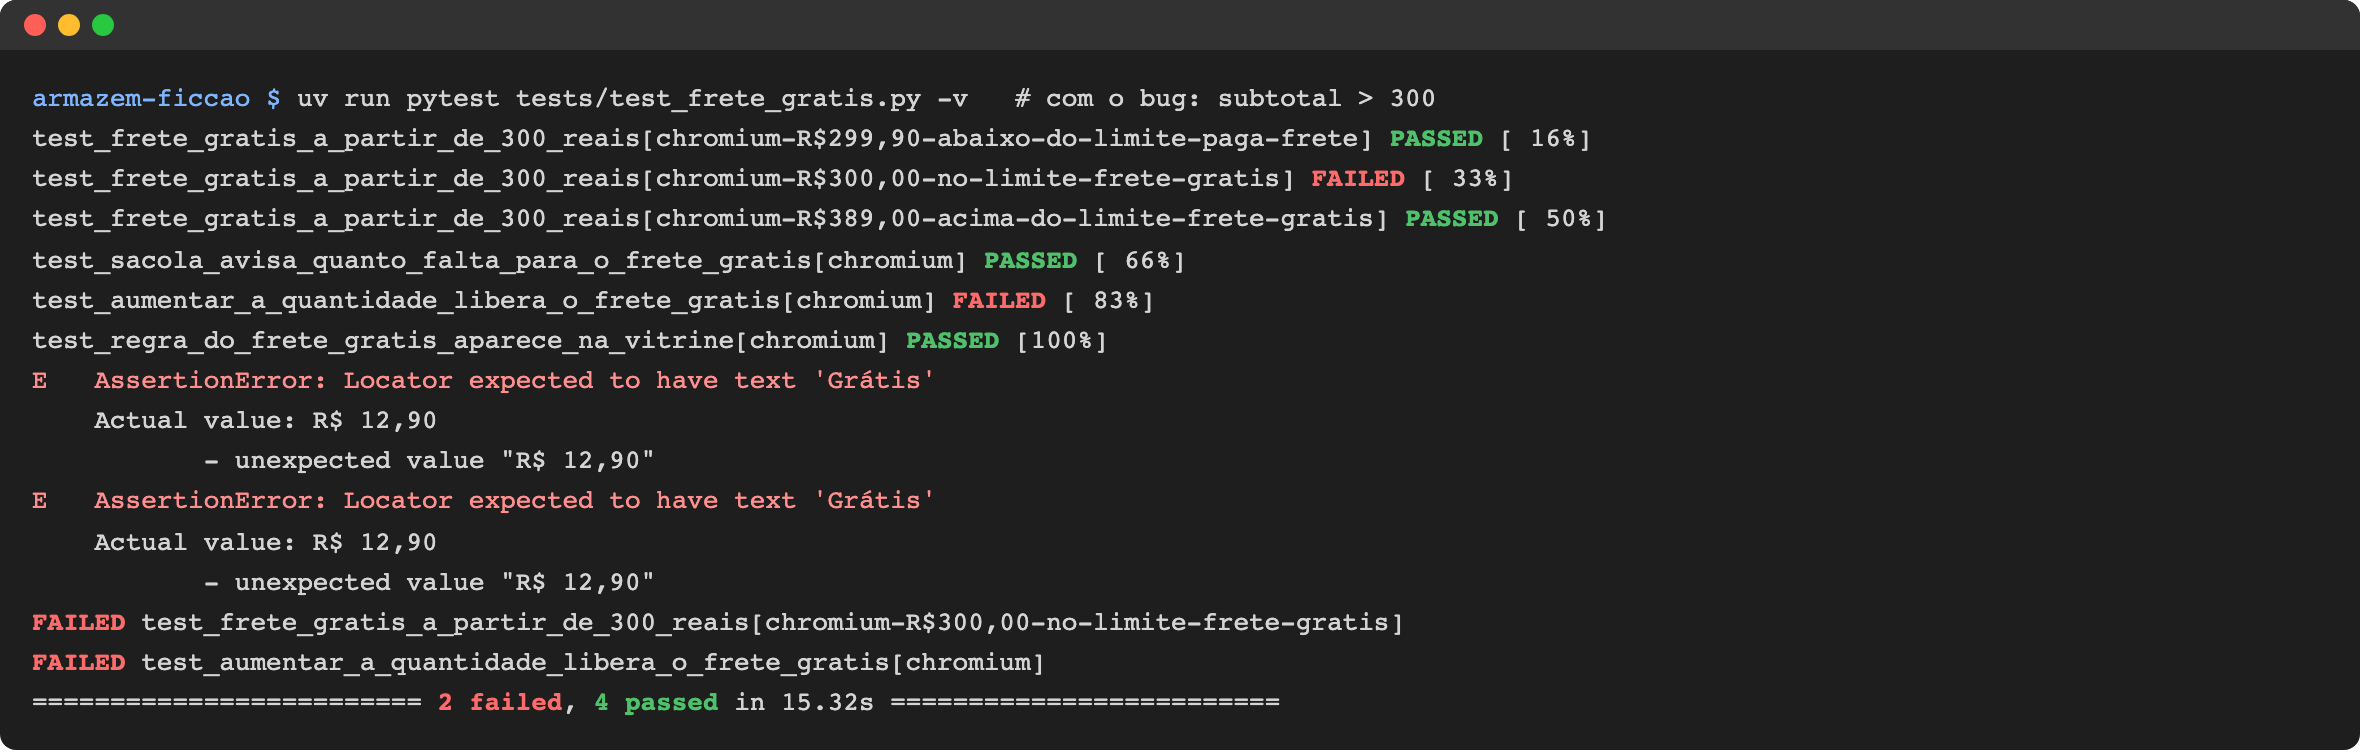 armazem-ficcao $ uv run pytest tests/test_frete_gratis.py -v   # com o bug: subtotal > 300
test_frete_gratis_a_partir_de_300_reais[chromium-R$299,90-abaixo-do-limite-paga-frete] PASSED [ 16%]
test_frete_gratis_a_partir_de_300_reais[chromium-R$300,00-no-limite-frete-gratis] FAILED [ 33%]
test_frete_gratis_a_partir_de_300_reais[chromium-R$389,00-acima-do-limite-frete-gratis] PASSED [ 50%]
test_sacola_avisa_quanto_falta_para_o_frete_gratis[chromium] PASSED [ 66%]
test_aumentar_a_quantidade_libera_o_frete_gratis[chromium] FAILED [ 83%]
test_regra_do_frete_gratis_aparece_na_vitrine[chromium] PASSED [100%]
E   AssertionError: Locator expected to have text 'Grátis'
    Actual value: R$ 12,90
           - unexpected value "R$ 12,90"
E   AssertionError: Locator expected to have text 'Grátis'
    Actual value: R$ 12,90
           - unexpected value "R$ 12,90"
FAILED test_frete_gratis_a_partir_de_300_reais[chromium-R$300,00-no-limite-frete-gratis]
FAILED test_aumentar_a_quantidade_libera_o_frete_gratis[chromium]
========================= 2 failed, 4 passed in 15.32s =========================